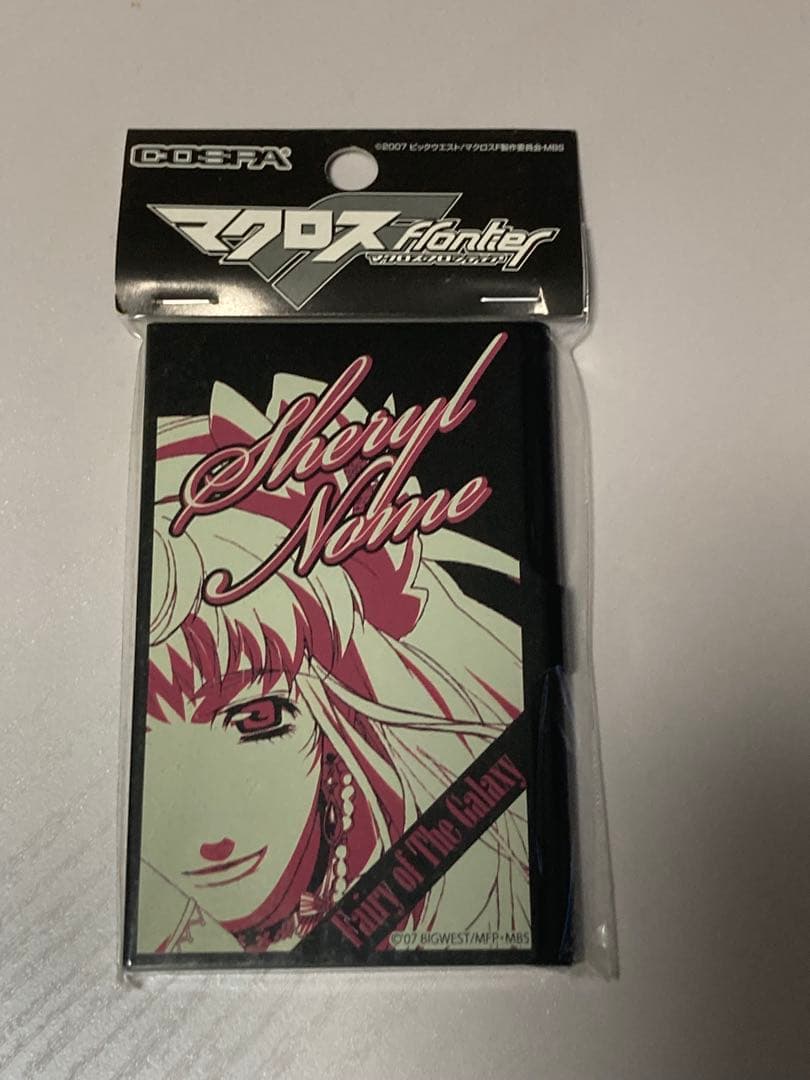 COSPA®
©2007 ビックウエスト/マクロスF製作委員会・MBS
マクロス Frontier
マクロスフロンティア
Sheryl
Nome
Fairy of The Galaxy
©'07 BIGWEST/MFP・MBS